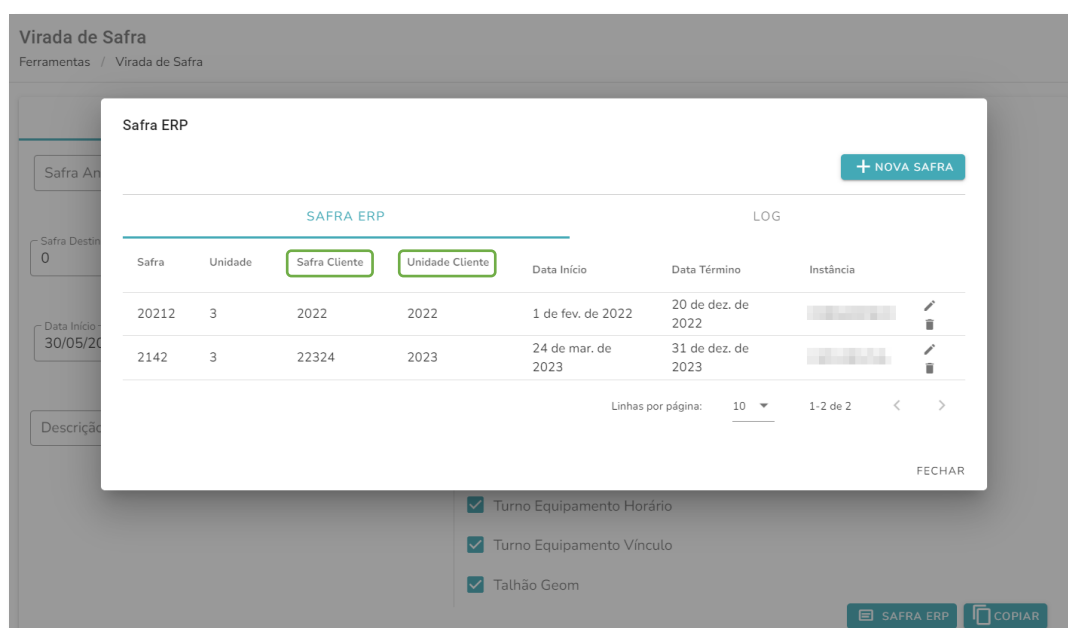 Virada de Safra
Ferramentas / Virada de Safra
Safra ERP
+ NOVA SAFRA
SAFRA ERP LOG
Safra Unidade Safra Cliente Unidade Cliente Data Início Data Término Instância
20212 3 2022 2022 1 de fev. de 2022 20 de dez. de
2022
2142 3 22324 2023 24 de mar. de 31 de dez. de
2023 2023
Linhas por página: 10 1-2 de 2 < >
FECHAR
Safra An
Safra Destin
0
Data Início
30/05/20
Descrição
Turno Equipamento Horário
Turno Equipamento Vínculo
Talhão Geom
SAFRA ERP COPIAR